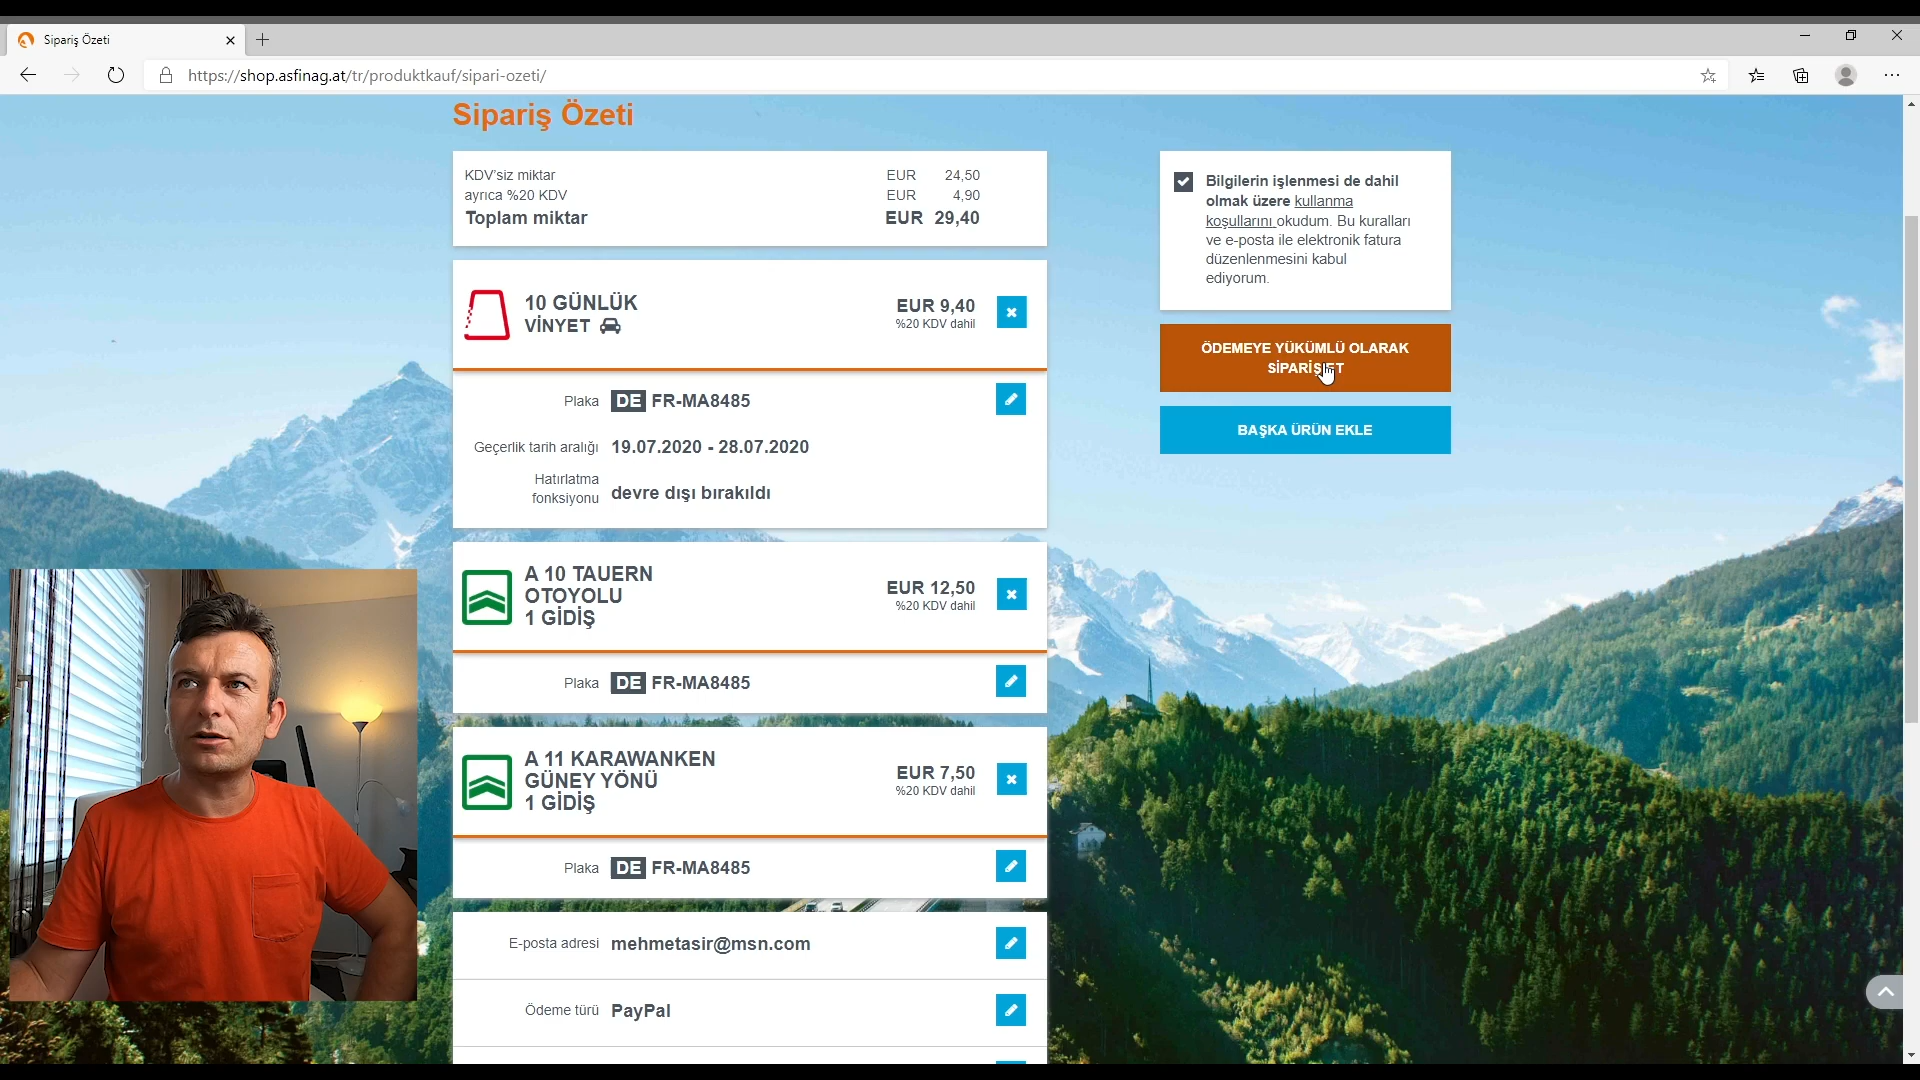 Sipariş Özeti
https://shop.asfinag.at/tr/produktkauf/sipari-ozeti/
Sipariş Özeti
KDV'siz miktar EUR 24,50
ayrıca %20 KDV EUR 4,90
Toplam miktar EUR 29,40
10 GÜNLÜK
VİNYET
EUR 9,40
%20 KDV dahil
Plaka DE FR-MA8485
Geçerlik tarih aralığı 19.07.2020 - 28.07.2020
Hatırlatma
fonksiyonu devre dışı bırakıldı
A 10 TAUERN
OTOYOLU
1 GİDİŞ
EUR 12,50
%20 KDV dahil
Plaka DE FR-MA8485
A 11 KARAWANKEN
GÜNEY YÖNÜ
1 GİDİŞ
EUR 7,50
%20 KDV dahil
Plaka DE FR-MA8485
E-posta adresi mehmetasir@msn.com
Ödeme türü PayPal
Bilgilerin işlenmesi de dahil
olmak üzere kullanma
koşullarını okudum. Bu kuralları
ve e-posta ile elektronik fatura
düzenlenmesini kabul
ediyorum.
ÖDEMEYE YÜKÜMLÜ OLARAK
SİPARİŞ ET
BAŞKA ÜRÜN EKLE